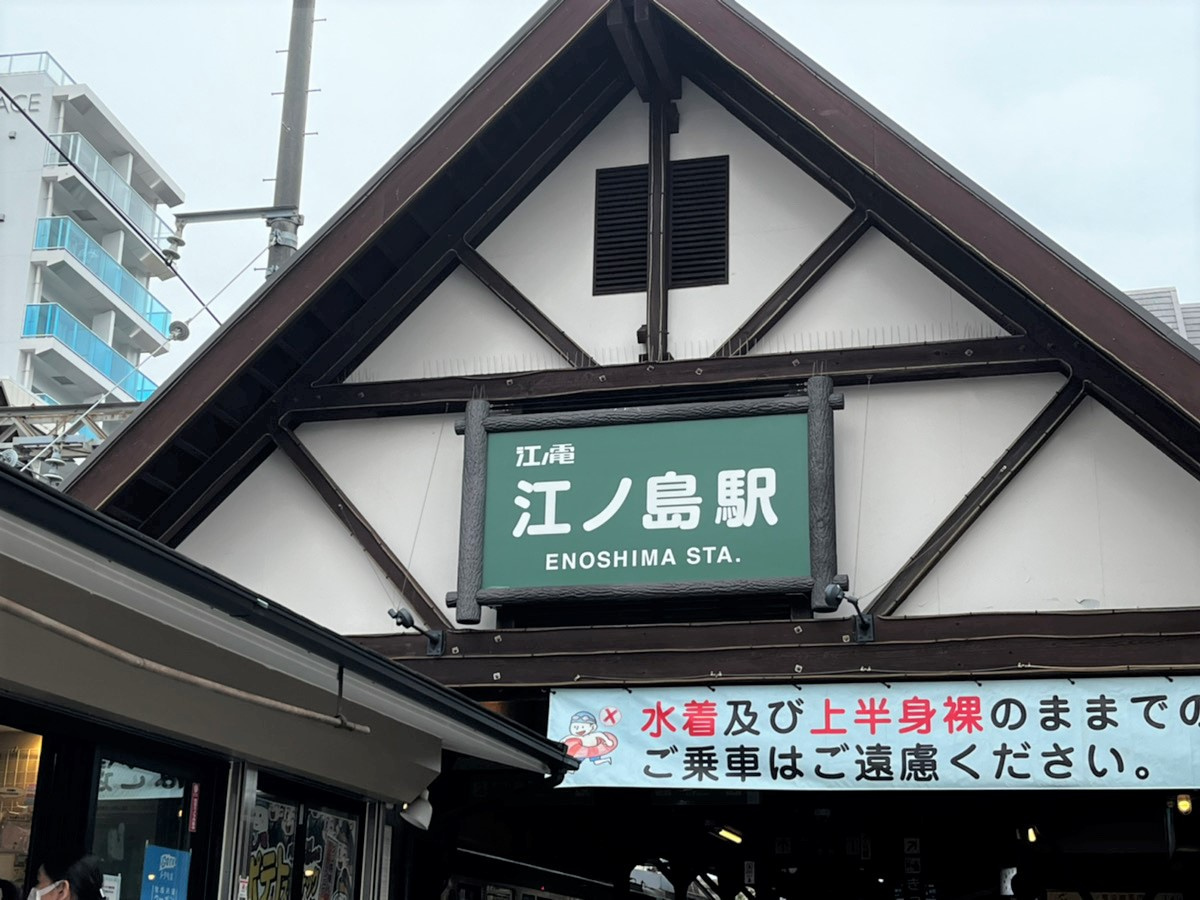 江ノ電
江ノ島駅
ENOSHIMA STA.
水着及び上半身裸のままでの
ご乗車はご遠慮ください。